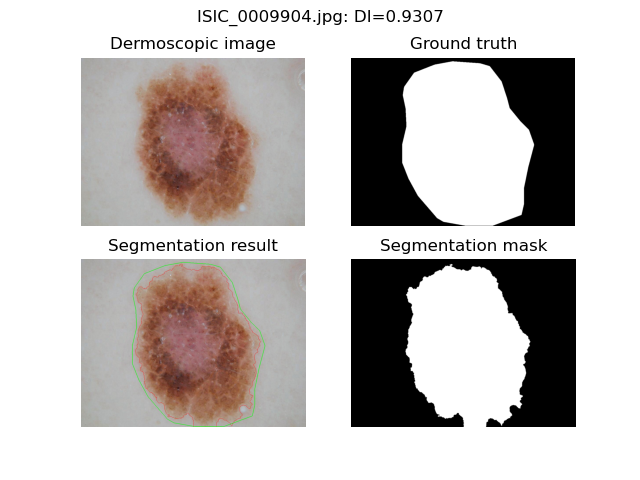 ISIC_0009904.jpg: DI=0.9307
Dermoscopic image
Ground truth
Segmentation result
Segmentation mask